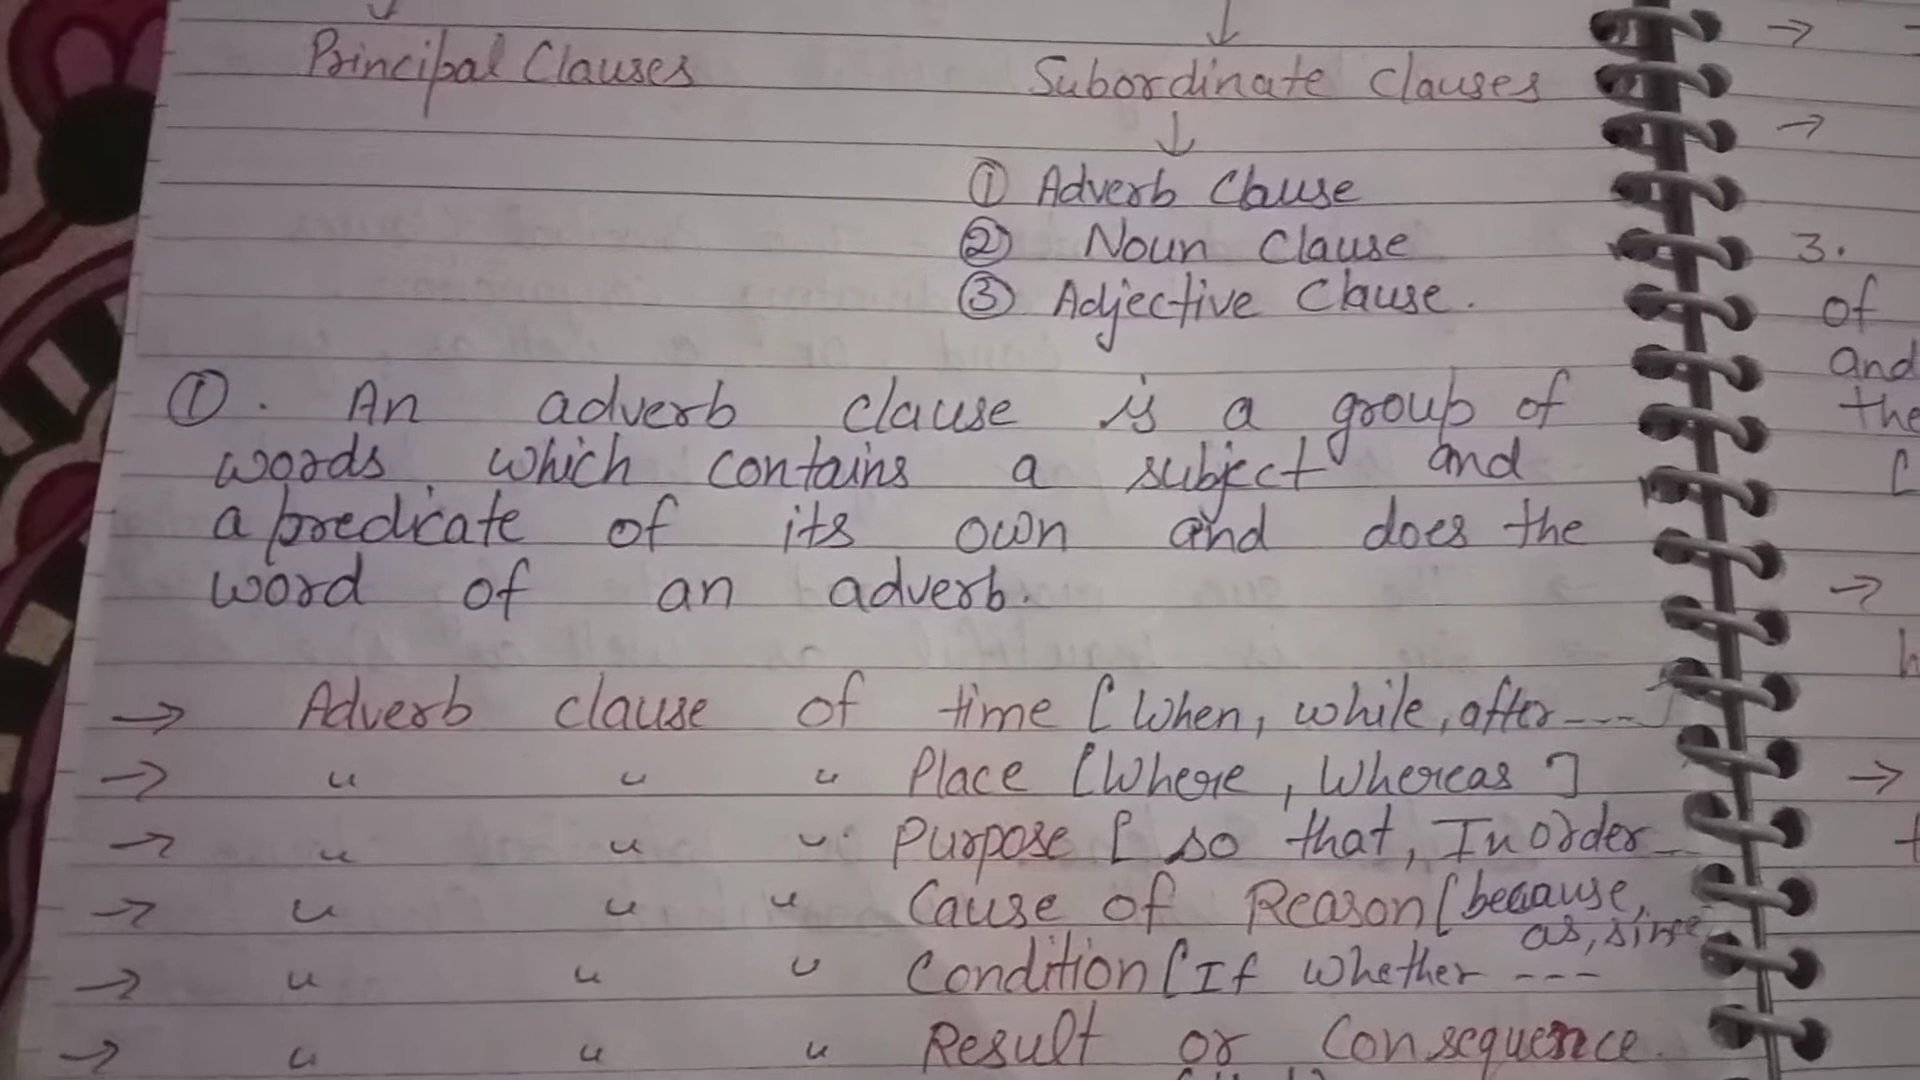 Principal Clauses
Subordinate Clauses
↓
① Adverb Clause
② Noun Clause
③ Adjective Clause.
①. An adverb clause is a group of
words which contains a subject and
a predicate of its own and does the
word of an adverb.
→ Adverb clause of time [When, while, after ----]
→ " " " Place [Where, Whereas]
→ " " " Purpose [so that, In order
→ " " " Cause of Reason [because,
as, since
→ " " " Condition [If whether ---
→ " " " Result or Consequence.
→
→
3.
of
and
the
[
→
→